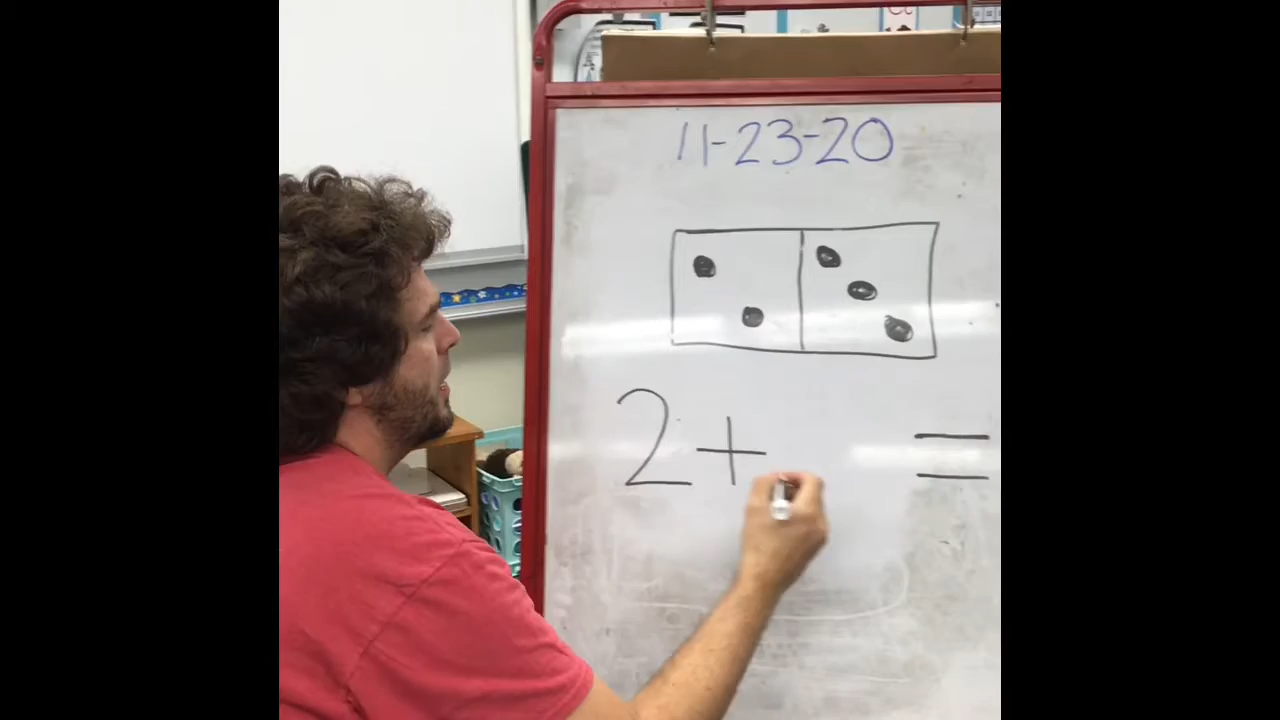 11-23-20
2 + =